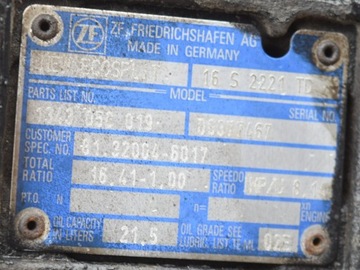 ZF ZF FRIEDRICHSHAFEN AG
MADE IN GERMANY
16 S 2221 TD
MODEL
PARTS LIST NO. SERIAL NO.
CUSTOMER
SPEC. NO. 81.32004-6017
TOTAL
RATIO 16.41-1.00 SPEEDO
RATIO
P.T.O. N n= xn
ENGINE
OIL CAPACITY
IN LITERS 21.5 OIL GRADE SEE
LUBRIC. LIST TE-ML 02E